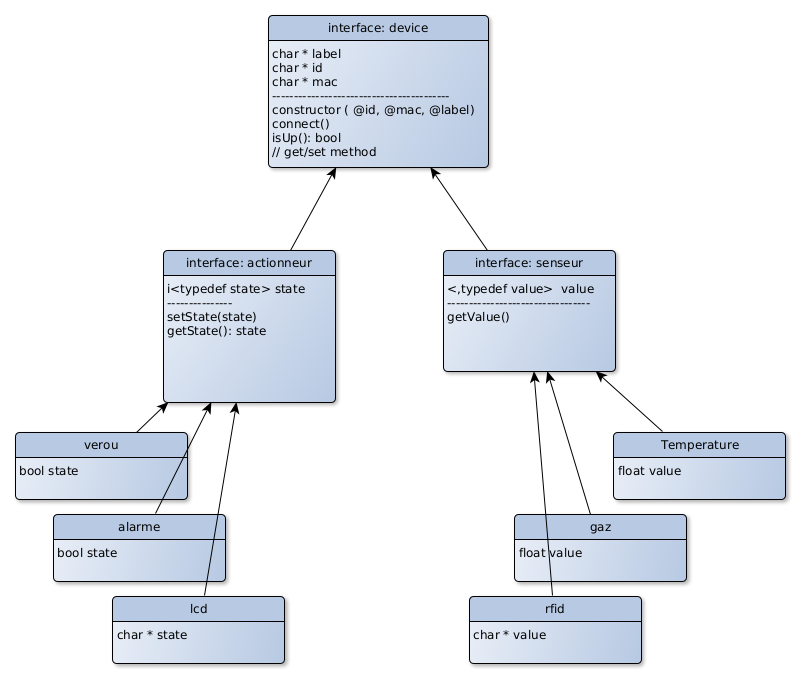 interface: device
char * label
char * id
char * mac
-----------------------------------------
constructor ( @id, @mac, @label)
connect()
isUp(): bool
// get/set method
interface: actionneur
i<typedef state> state
---------------
setState(state)
getState(): state
interface: senseur
<,typedef value>  value
---------------------------------
getValue()
verou
bool state
Temperature
float value
alarme
bool state
gaz
float value
lcd
char * state
rfid
char * value